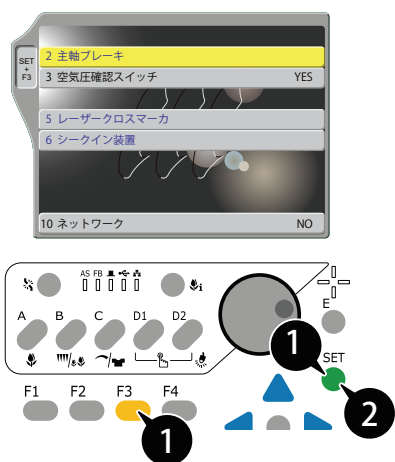 SET
+
F3
2 主軸ブレーキ
3 空気圧確認スイッチ YES
5 レーザークロスマーカ
6 シークイン装置
10 ネットワーク NO
AS FB
i
E
A B C D1 D2
1
SET
F1 F2 F3 F4
1
2